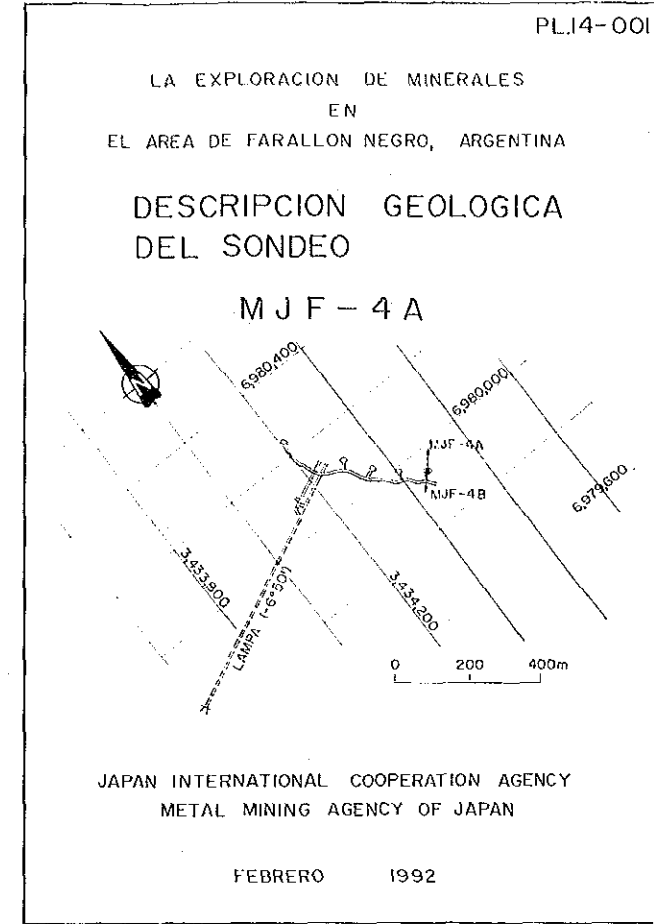 PL.14-001
LA EXPLORACION DE MINERALES
EN
EL AREA DE FARALLON NEGRO, ARGENTINA
DESCRIPCION GEOLOGICA
DEL SONDEO
MJF-4A
N
6,980,400
6,980,000
MJF-4A
MJF-4B
6,979,600
3,433,800
3,434,200
LAMPA (-6°50')
0 200 400m
JAPAN INTERNATIONAL COOPERATION AGENCY
METAL MINING AGENCY OF JAPAN
FEBRERO 1992